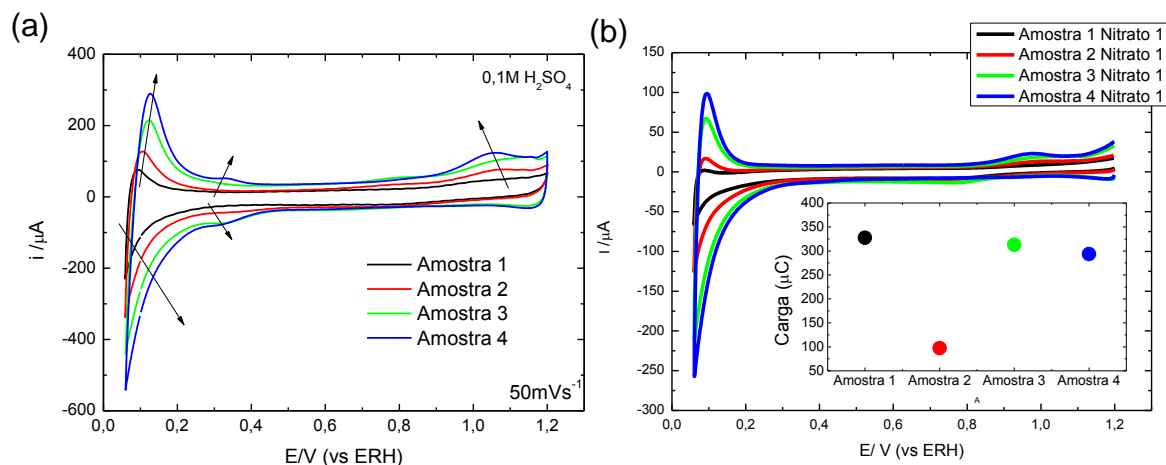 (a)
400
200
0
-200
-400
-600
i /µA
0,1M H2SO4
Amostra 1
Amostra 2
Amostra 3
Amostra 4
50mVs-1
0,0 0,2 0,4 0,6 0,8 1,0 1,2
E/V (vs ERH)
(b)
Amostra 1 Nitrato 1
Amostra 2 Nitrato 1
Amostra 3 Nitrato 1
Amostra 4 Nitrato 1
150
100
50
0
-50
-100
-150
-200
-250
-300
I /µA
400
350
300
250
200
150
100
50
Carga (µC)
Amostra 1 Amostra 2 Amostra 3 Amostra 4
A
0,0 0,2 0,4 0,6 0,8 1,0 1,2
E/ V (vs ERH)